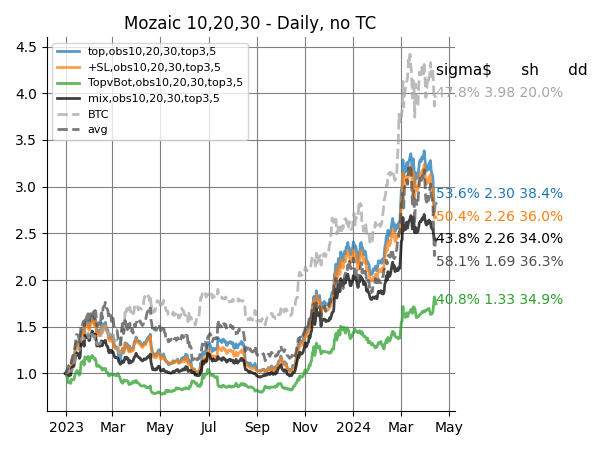 Mozaic 10,20,30 - Daily, no TC
top,obs10,20,30,top3,5
+SL,obs10,20,30,top3,5
TopvBot,obs10,20,30,top3,5
mix,obs10,20,30,top3,5
BTC
avg
sigma$ sh dd
47.8% 3.98 20.0%
53.6% 2.30 38.4%
50.4% 2.26 36.0%
43.8% 2.26 34.0%
58.1% 1.69 36.3%
40.8% 1.33 34.9%
4.5
4.0
3.5
3.0
2.5
2.0
1.5
1.0
2023 Mar May Jul Sep Nov 2024 Mar May